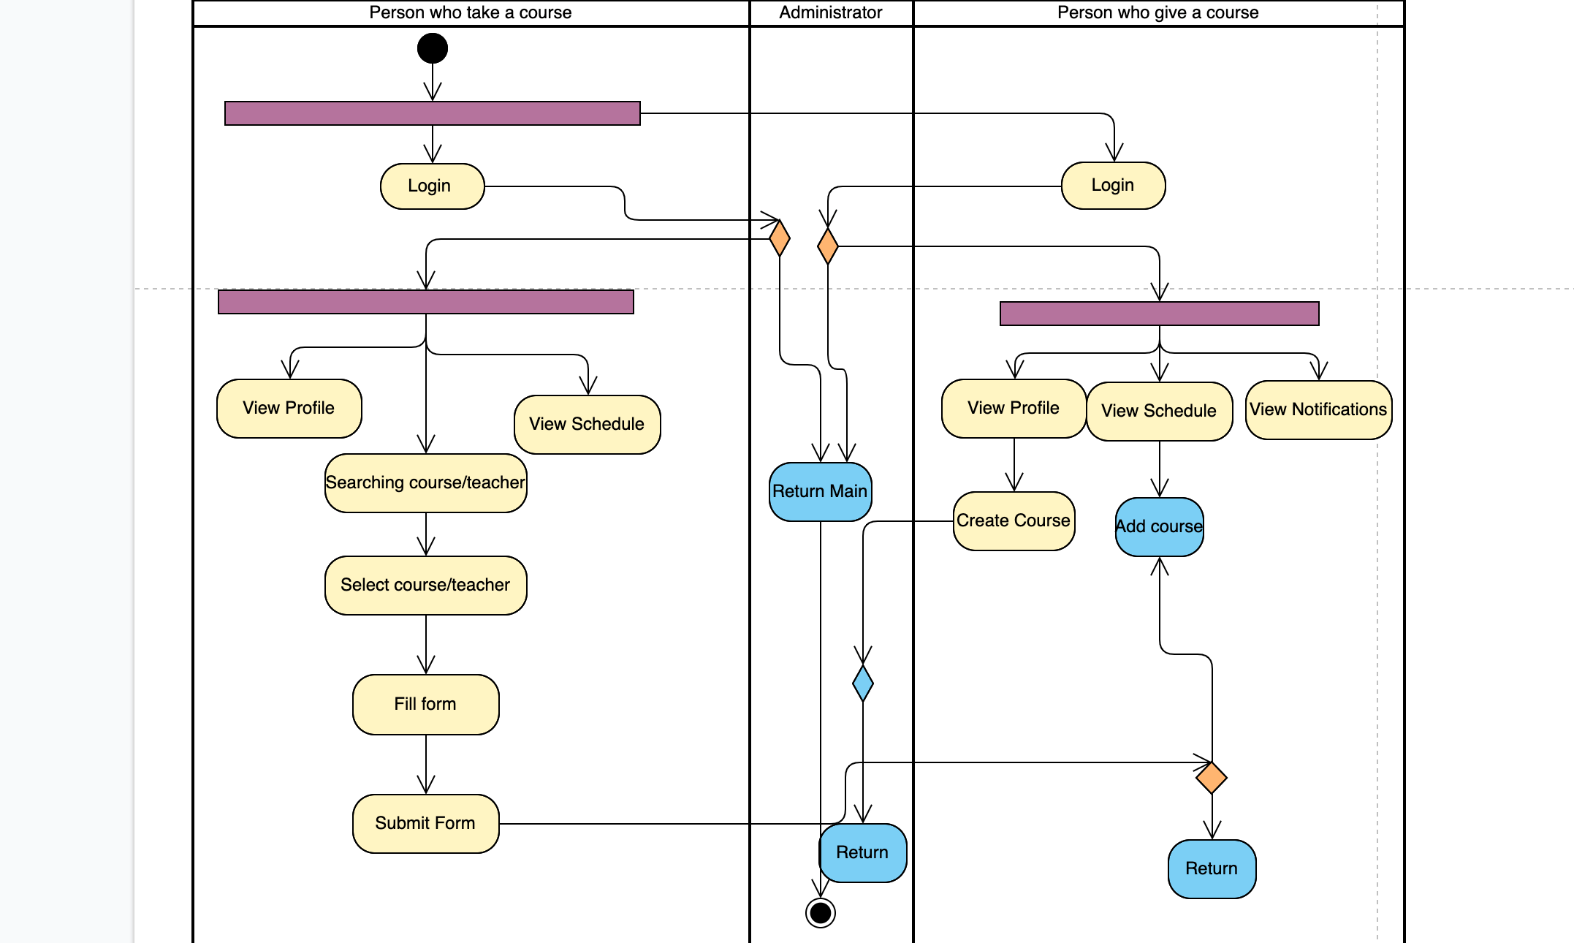 Person who take a course
Administrator
Person who give a course
Login
Login
View Profile
View Schedule
View Profile
View Schedule
View Notifications
Searching course/teacher
Return Main
Create Course
Add course
Select course/teacher
Fill form
Submit Form
Return
Return